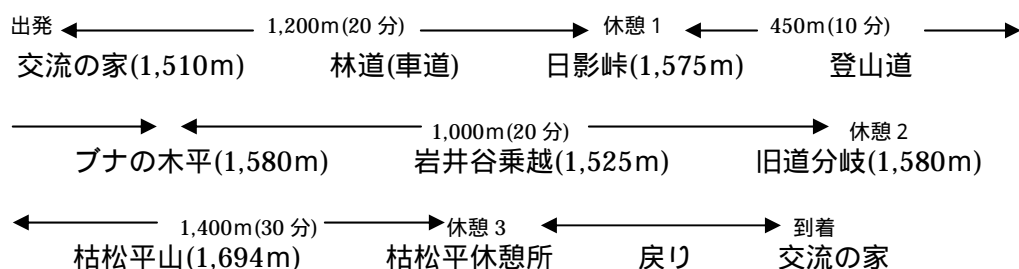 出発 1,200m(20 分) 休憩 1 450m(10 分)
交流の家(1,510m) 林道(車道) 日影峠(1,575m) 登山道
1,000m(20 分) 休憩 2
ブナの木平(1,580m) 岩井谷乗越(1,525m) 旧道分岐(1,580m)
1,400m(30 分) 休憩 3 到着
枯松平山(1,694m) 枯松平休憩所 戻り 交流の家